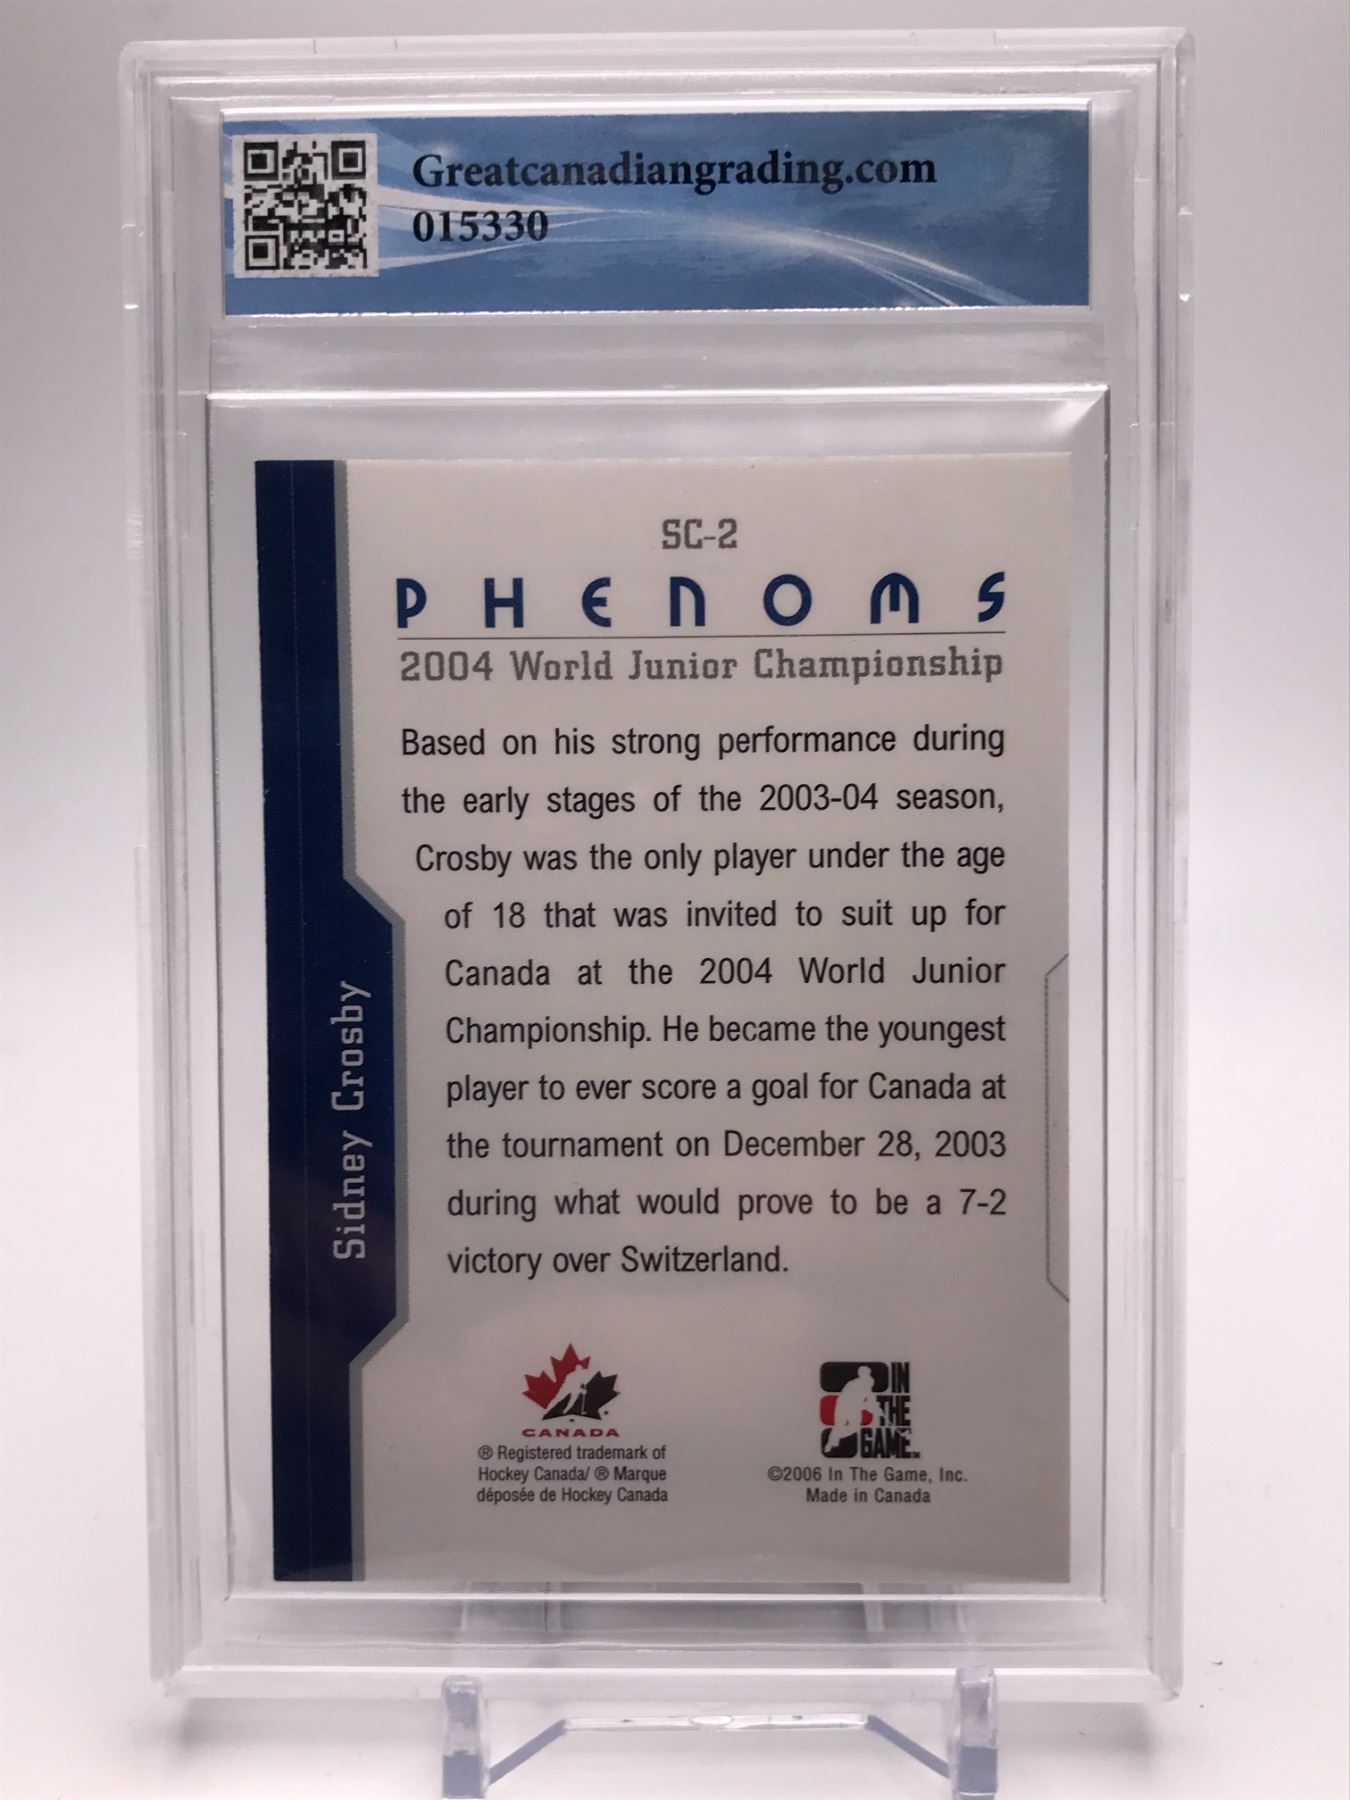 Greatcanadiangrading.com
015330
SC-2
PHENOMS
2004 World Junior Championship
Based on his strong performance during
the early stages of the 2003-04 season,
Crosby was the only player under the age
of 18 that was invited to suit up for
Canada at the 2004 World Junior
Championship. He became the youngest
player to ever score a goal for Canada at
the tournament on December 28, 2003
during what would prove to be a 7-2
victory over Switzerland.
Sidney Crosby
CANADA
® Registered trademark of
Hockey Canada/ ® Marque
déposée de Hockey Canada
IN
THE
GAME
©2006 In The Game, Inc.
Made in Canada